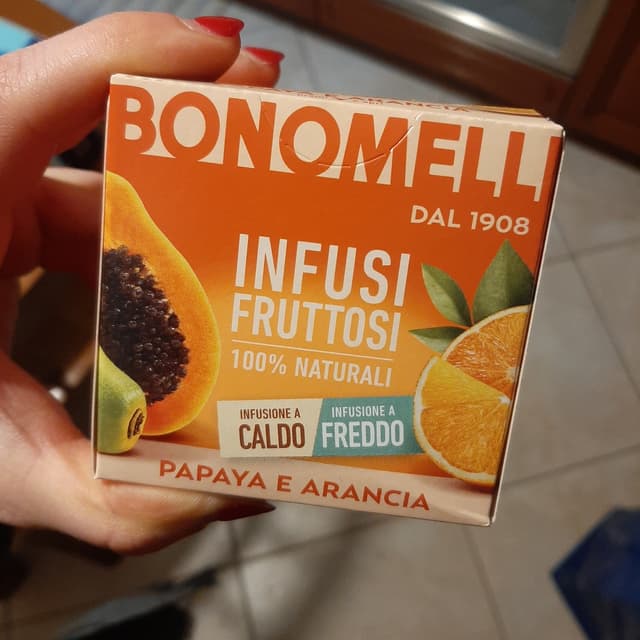 BONOMELLI
DAL 1908
INFUSI
FRUTTOSI
100% NATURALI
INFUSIONE A
CALDO
INFUSIONE A
FREDDO
PAPAYA E ARANCIA